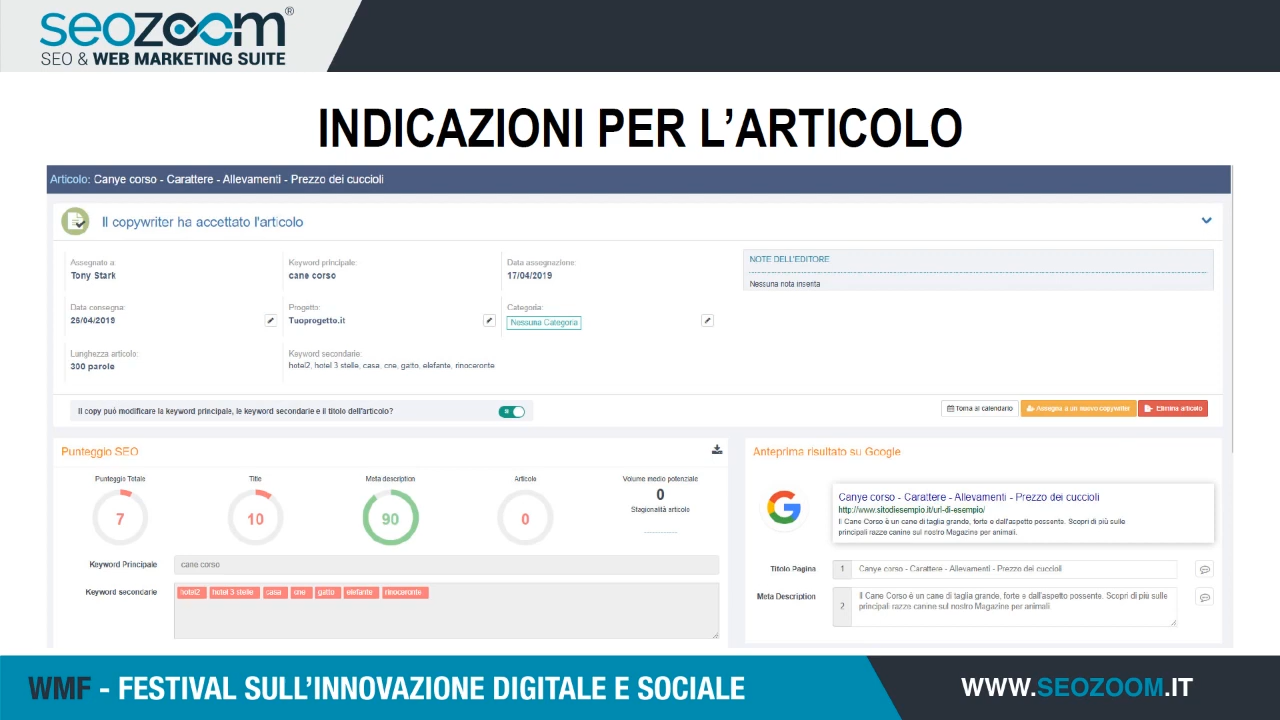 seozoom®
SEO & WEB MARKETING SUITE
INDICAZIONI PER L'ARTICOLO
Articolo: Canye corso - Carattere - Allevamenti - Prezzo dei cuccioli
Il copywriter ha accettato l'articolo
Assegnato a:
Tony Stark
Keyword principale:
cane corso
Data assegnazione:
17/04/2019
NOTE DELL'EDITORE
Nessuna nota inserita
Data consegna:
26/04/2019
Progetto:
Tuoprogetto.it
Categoria:
Nessuna Categoria
Lunghezza articolo:
300 parole
Keyword secondarie:
hotel2, hotel 3 stelle, casa, cne, gatto, elefante, rinoceronte
Il copy può modificare la keyword principale, le keyword secondarie e il titolo dell'articolo?
SI
Torna al calendario
Assegna a un nuovo copywriter
Elimina articolo
Punteggio SEO
Punteggio Totale
7
Title
10
Meta description
90
Articolo
0
Volume medio potenziale
0
Stagionalità articolo
Keyword Principale
cane corso
Keyword secondarie
hotel2 hotel 3 stelle casa cne gatto elefante rinoceronte
Anteprima risultato su Google
Canye corso - Carattere - Allevamenti - Prezzo dei cuccioli
http://www.sitodiesempio.it/url-di-esempio/
Il Cane Corso è un cane di taglia grande, forte e dall'aspetto possente. Scopri di più sulle
principali razze canine sul nostro Magazine per animali.
Titolo Pagina
1
Canye corso - Carattere - Allevamenti - Prezzo dei cuccioli
Meta Description
2
Il Cane Corso è un cane di taglia grande, forte e dall'aspetto possente. Scopri di più sulle
principali razze canine sul nostro Magazine per animali.
WMF - FESTIVAL SULL'INNOVAZIONE DIGITALE E SOCIALE
WWW.SEOZOOM.IT